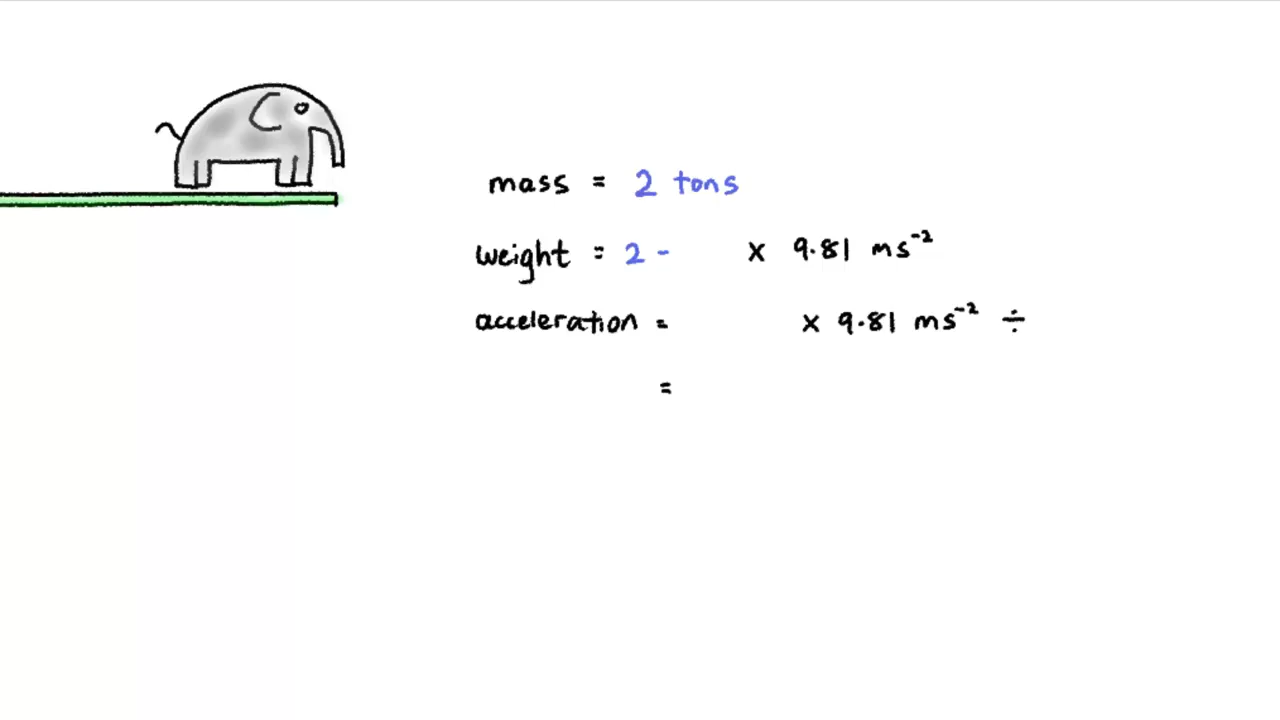 mass = 2 tons
weight = 2 - × 9.81 ms⁻²
acceleration = × 9.81 ms⁻² ÷
=